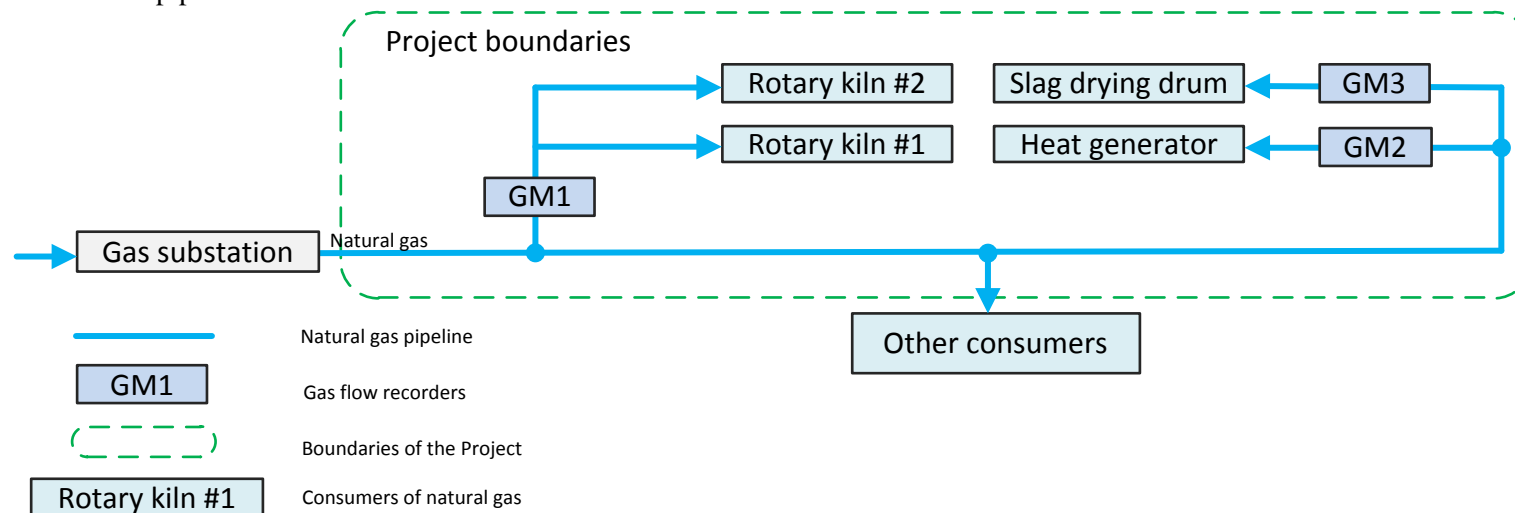 Project boundaries
Rotary kiln #2
Slag drying drum
GM3
Rotary kiln #1
Heat generator
GM2
GM1
Gas substation
Natural gas
Other consumers
Natural gas pipeline
GM1
Gas flow recorders
Boundaries of the Project
Rotary kiln #1
Consumers of natural gas